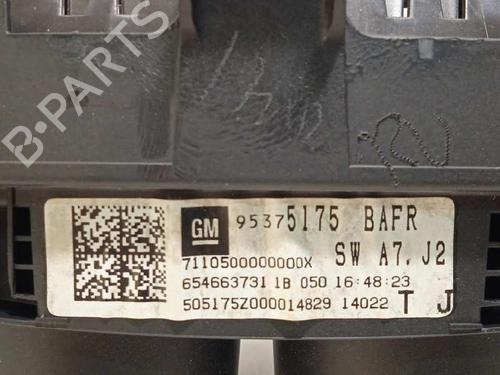 B-PARTS
GM 95375175 BAFR
7110500000000X SW A7.J2
654663731 1B 050 16:48:23
505175Z000014829 14022 T J